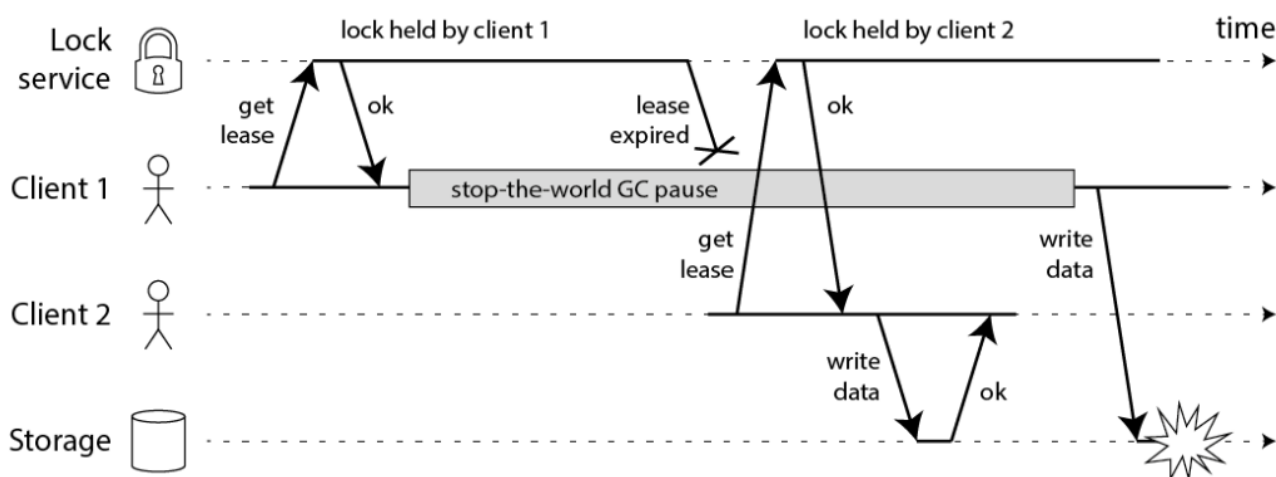 lock held by client 1
lock held by client 2
time
Lock
service
get
lease
ok
lease
expired
ok
Client 1
stop-the-world GC pause
get
lease
write
data
Client 2
write
data
ok
Storage